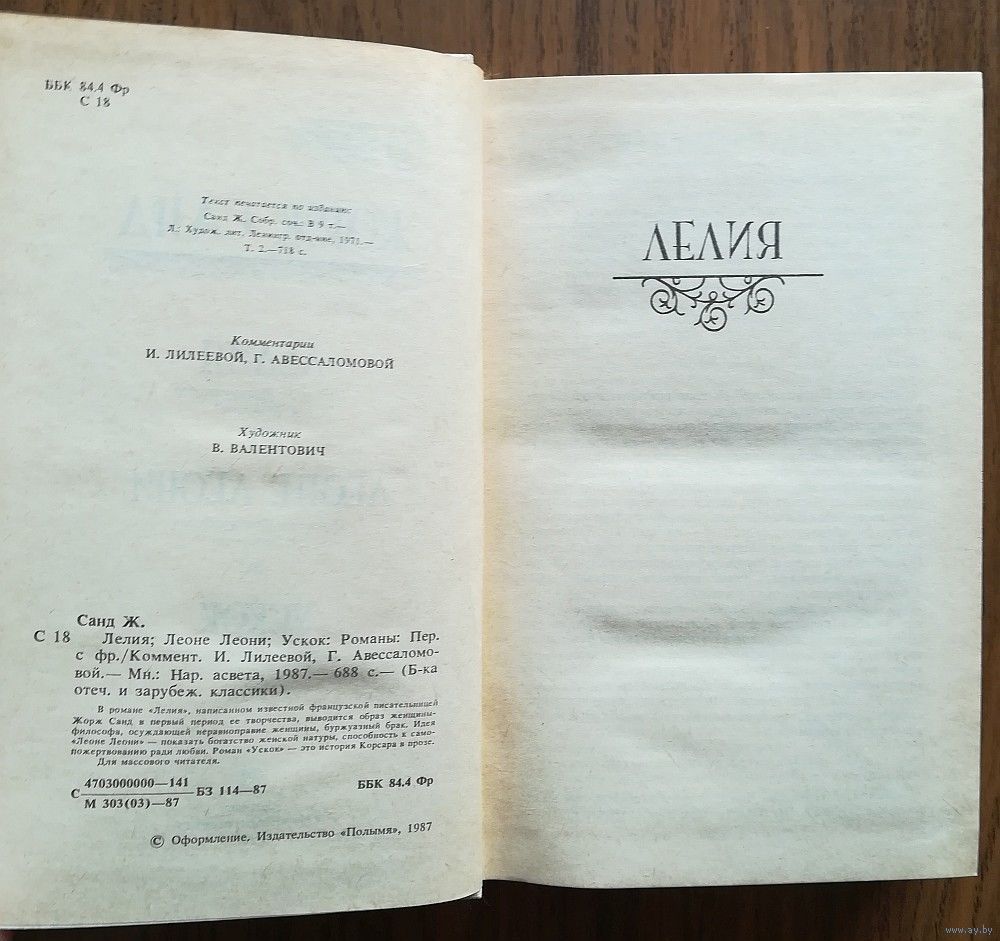 ББК 84.4 Фр
С 18
Текст печатается по изданию:
Санд Ж. Собр. соч.: В 9 т.—
Л.: Худож. лит. Ленингр. отд-ние, 1971.—
Т. 2.—718 с.
Комментарии
И. ЛИЛЕЕВОЙ, Г. АВЕССАЛОМОВОЙ
Художник
В. ВАЛЕНТОВИЧ
Санд Ж.
С 18 Лелия; Леоне Леони; Ускок: Романы: Пер.
с фр./Коммент. И. Лилеевой, Г. Авессаломо-
вой.— Мн.: Нар. асвета, 1987.— 688 с.— (Б-ка
отеч. и зарубеж. классики).
В романе «Лелия», написанном известной французской писательницей
Жорж Санд в первый период ее творчества, выводится образ женщины-
философа, осуждающей неравноправие женщины, буржуазный брак. Идея
«Леоне Леони» — показать богатство женской натуры, способность к само-
пожертвованию ради любви. Роман «Ускок» — это история Корсара в прозе.
Для массового читателя.
С 4703000000—141 БЗ 114—87 ББК 84.4 Фр
М 303(03)—87
© Оформление. Издательство «Полымя», 1987
ЛЕЛИЯ
www.ay.by